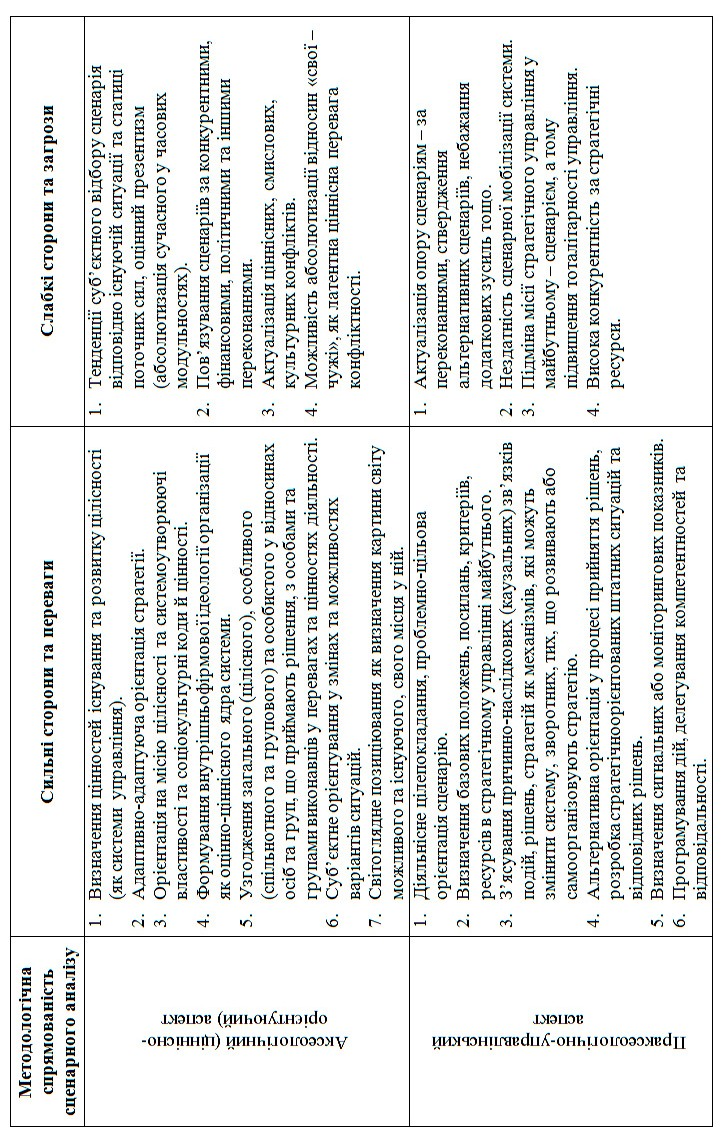 Методологічна
спрямованість
сценарного аналізу
Сильні сторони та переваги
Слабкі сторони та загрози
Аксеологічний (ціннісно-
орієнтуючий) аспект
1. Визначення цінностей існування та розвитку цілісності
(як системи управління).
2. Адаптивно-адаптуюча орієнтація стратегії.
3. Орієнтація на місію цілісності та системоутворюючі
властивості та соціокультурні коди й цінності.
4. Формування внутрішньофірмової ідеології організації
як оцінно-ціннісного ядра системи.
5. Узгодження загального (цілісного), особливого
(спільнотного та групового) та особистого у відносинах
осіб та груп, що приймають рішення, з особами та
групами виконавців у перевагах та цінностях діяльності.
6. Суб’єктне орієнтування у змінах та можливостях
варіантів ситуацій.
7. Світоглядне позиціювання як визначення картини світу
можливого та існуючого, свого місця у ній.
1. Тенденції суб’єктного відбору сценарія
відповідно існуючій ситуації та статиці
поточних сил, оцінний презентизм
(абсолютизація сучасного у часових
модульностях).
2. Пов’язування сценаріїв за конкурентними,
фінансовими, політичними та іншими
переконаннями.
3. Актуалізація ціннісних, смислових,
культурних конфліктів.
4. Можливість абсолютизації відносин «свої –
чужі», як латентна ціннісна перевага
конфліктності.
Праксеологічно-управлінський
аспект
1. Діяльнісне цілепокладання, проблемно-цільова
орієнтація сценарію.
2. Визначення базових положень, посилань, критеріїв,
ресурсів в стратегічному управлінні майбутнього.
3. З’ясування причинно-наслідкових (каузальних) зв’язків
подій, рішень, стратегій як механізмів, які можуть
змінити систему, зворотних, тих, що розвивають або
самоорганізовують стратегію.
4. Альтернативна орієнтація у процесі прийняття рішень,
розробка стратегічноорієнтованих штатних ситуацій та
відповідних рішень.
5. Визначення сигнальних або моніторингових показників.
6. Програмування дій, делегування компетентностей та
відповідальності.
1. Актуалізація опору сценаріям – за
переконаннями, ствердження
альтернативних сценаріїв, небажання
додаткових зусиль тощо.
2. Нездатність сценарної мобілізації системи.
3. Підміна місії стратегічного управління у
майбутньому – сценарієм, а тому
підвищення тоталітарності управління.
4. Висока конкурентність за стратегічні
ресурси.